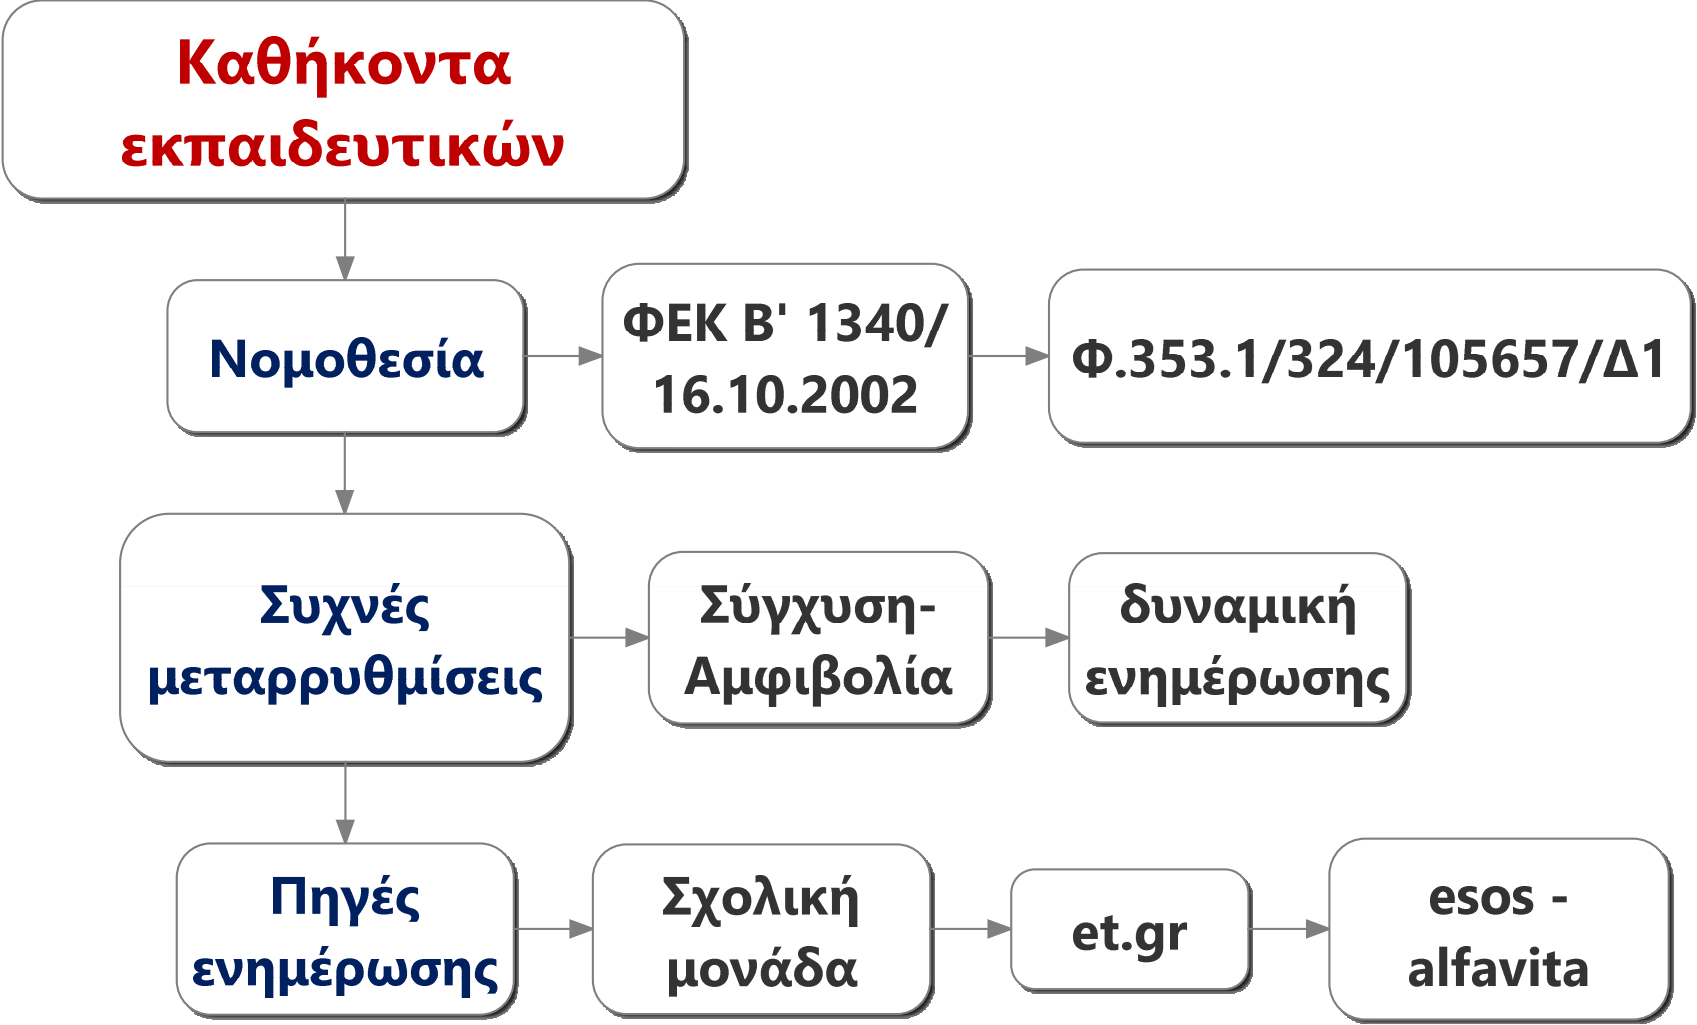 Καθήκοντα
εκπαιδευτικών
Νομοθεσία
ΦΕΚ Β' 1340/
16.10.2002
Φ.353.1/324/105657/Δ1
Συχνές
μεταρρυθμίσεις
Σύγχυση-
Αμφιβολία
δυναμική
ενημέρωσης
Πηγές
ενημέρωσης
Σχολική
μονάδα
et.gr
esos -
alfavita